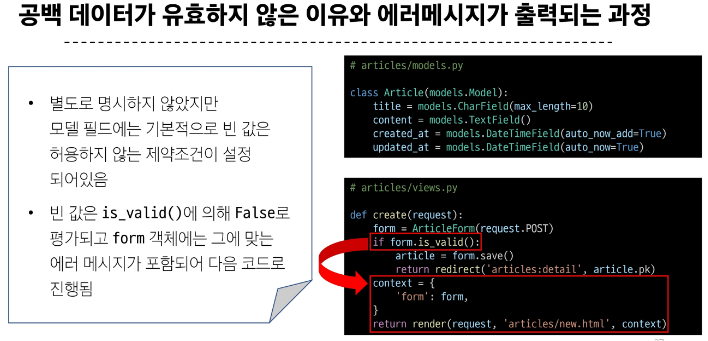 공백 데이터가 유효하지 않은 이유와 에러메시지가 출력되는 과정
• 별도로 명시하지 않았지만
모델 필드에는 기본적으로 빈 값은
허용하지 않는 제약조건이 설정
되어있음
• 빈 값은 is_valid()에 의해 False로
평가되고 form 객체에는 그에 맞는
에러 메시지가 포함되어 다음 코드로
진행됨
# articles/models.py
class Article(models.Model):
    title = models.CharField(max_length=10)
    content = models.TextField()
    created_at = models.DateTimeField(auto_now_add=True)
    updated_at = models.DateTimeField(auto_now=True)
# articles/views.py
def create(request):
    form = ArticleForm(request.POST)
    if form.is_valid():
        article = form.save()
        return redirect('articles:detail', article.pk)
    context = {
        'form': form,
    }
    return render(request, 'articles/new.html', context)